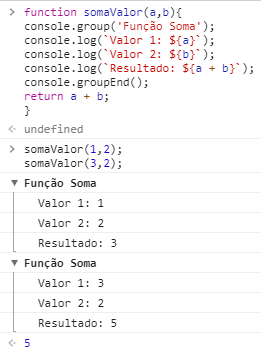 function somaValor(a,b){
console.group('Função Soma');
console.log(`Valor 1: ${a}`);
console.log(`Valor 2: ${b}`);
console.log(`Resultado: ${a + b}`);
console.groupEnd();
return a + b;
}
undefined
somaValor(1,2);
somaValor(3,2);
Função Soma
Valor 1: 1
Valor 2: 2
Resultado: 3
Função Soma
Valor 1: 3
Valor 2: 2
Resultado: 5
5